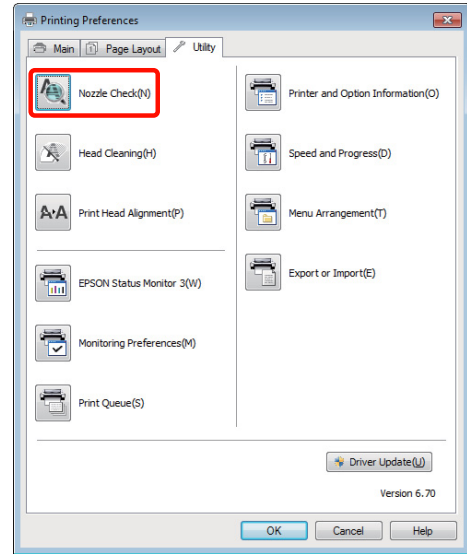 Printing Preferences
Main
Page Layout
Utility
Nozzle Check(N)
Head Cleaning(H)
A A
Print Head Alignment(P)
EPSON Status Monitor 3(W)
Monitoring Preferences(M)
Print Queue(S)
Printer and Option Information(O)
Speed and Progress(D)
Menu Arrangement(T)
Export or Import(E)
Driver Update(U)
Version 6.70
OK
Cancel
Help